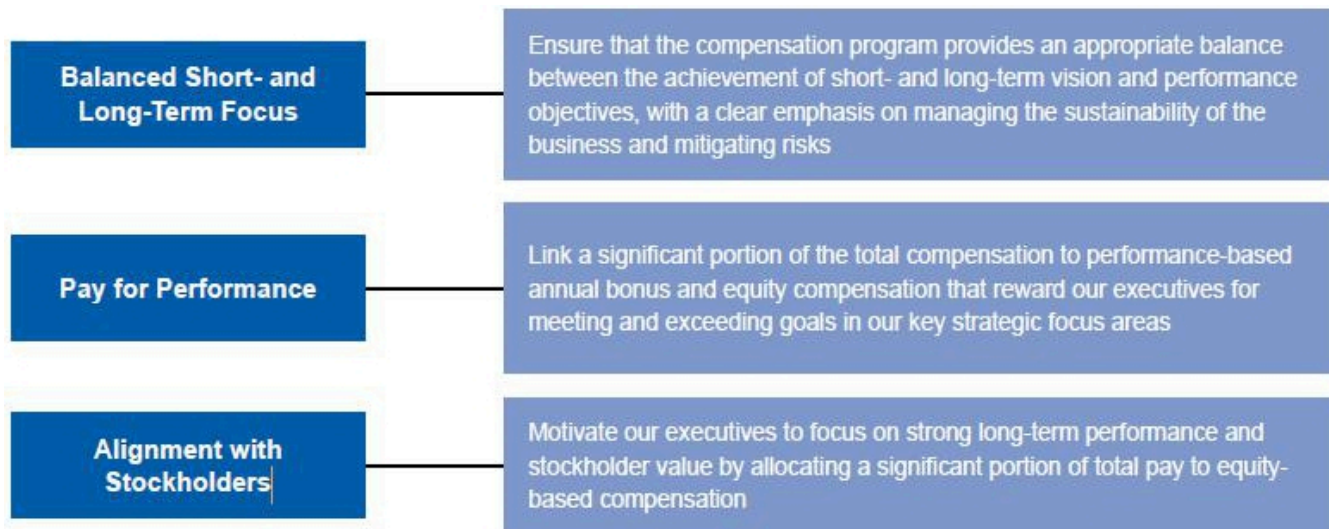 Balanced Short- and
Long-Term Focus
Ensure that the compensation program provides an appropriate balance
between the achievement of short- and long-term vision and performance
objectives, with a clear emphasis on managing the sustainability of the
business and mitigating risks
Pay for Performance
Link a significant portion of the total compensation to performance-based
annual bonus and equity compensation that reward our executives for
meeting and exceeding goals in our key strategic focus areas
Alignment with
Stockholders
Motivate our executives to focus on strong long-term performance and
stockholder value by allocating a significant portion of total pay to equity-
based compensation